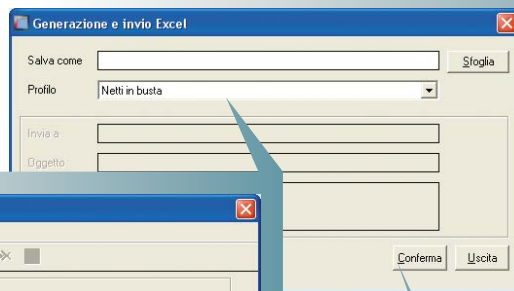 Generazione e invio Excel
Salva come
Sfoglia
Profilo
Netti in busta
Invia a
Oggetto
Conferma
Uscita